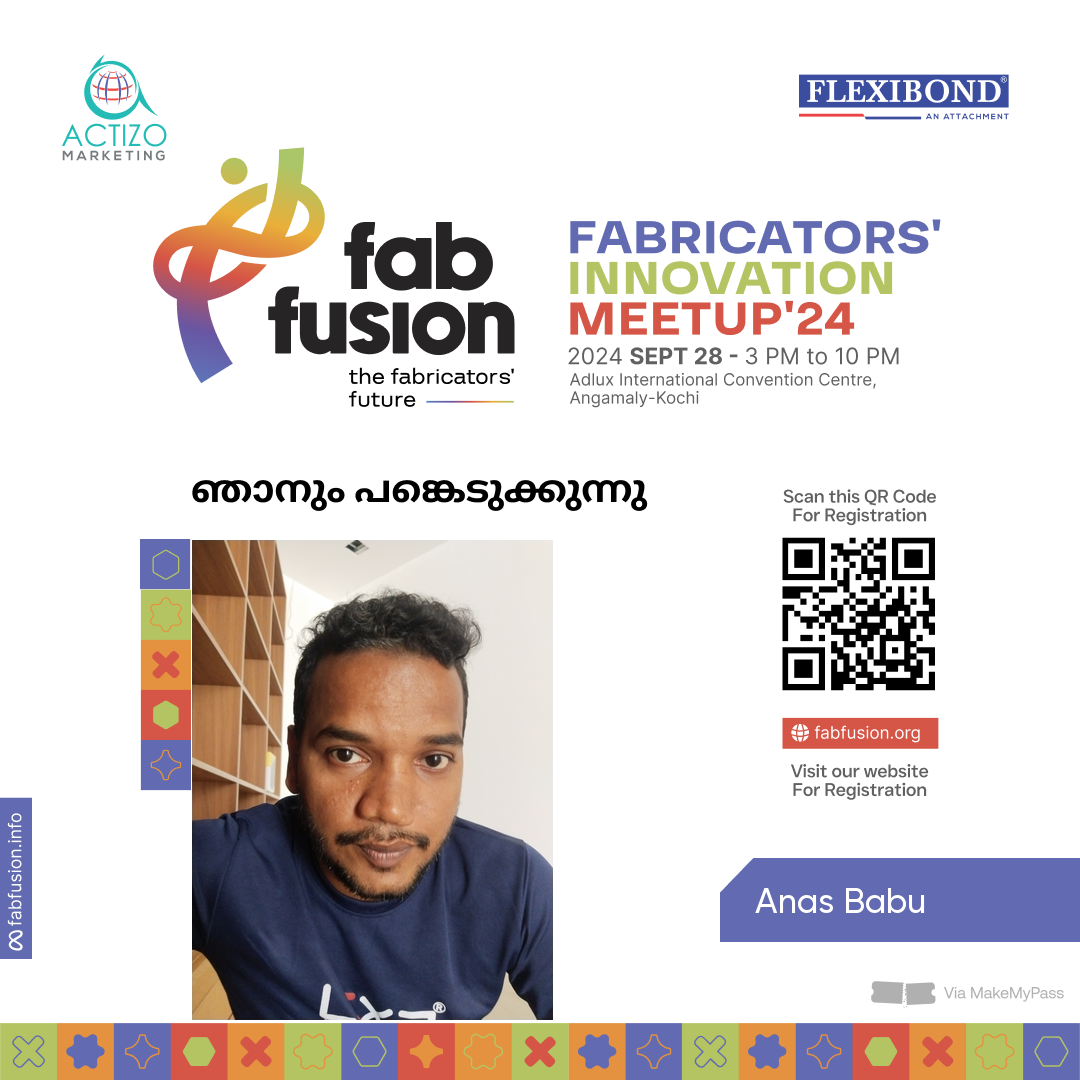 ACTIZO
MARKETING
FLEXIBOND®
AN ATTACHMENT
fab
fusion
the fabricators'
future
FABRICATORS'
INNOVATION
MEETUP'24
2024 SEPT 28 - 3 PM to 10 PM
Adlux International Convention Centre,
Angamaly-Kochi
ഞാനും പങ്കെടുക്കുന്നു
Scan this QR Code
For Registration
fabfusion.org
Visit our website
For Registration
fabfusion.info
Anas Babu
Via MakeMyPass